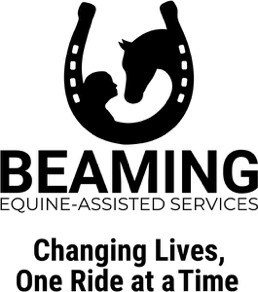 BEAMING
EQUINE-ASSISTED SERVICES
Changing Lives,
One Ride at a Time